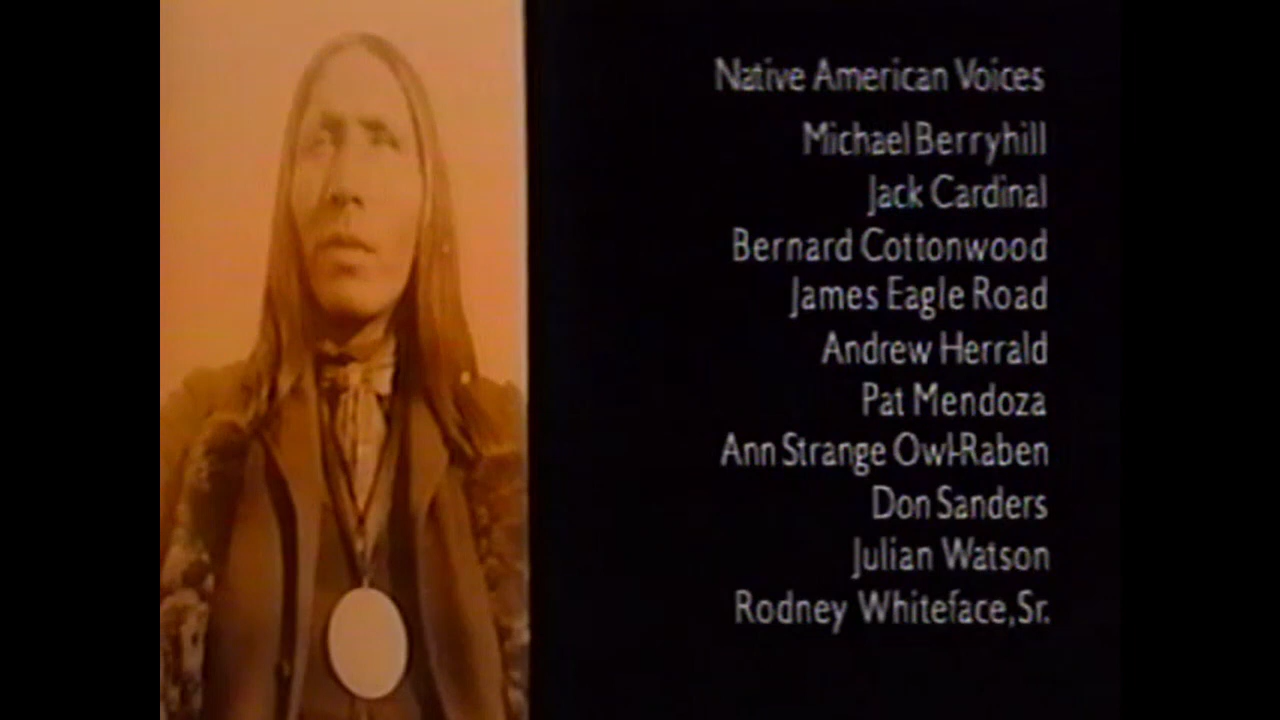 Native American Voices
Michael Berryhill
Jack Cardinal
Bernard Cottonwood
James Eagle Road
Andrew Herrald
Pat Mendoza
Ann Strange Owl-Raben
Don Sanders
Julian Watson
Rodney Whiteface, Sr.